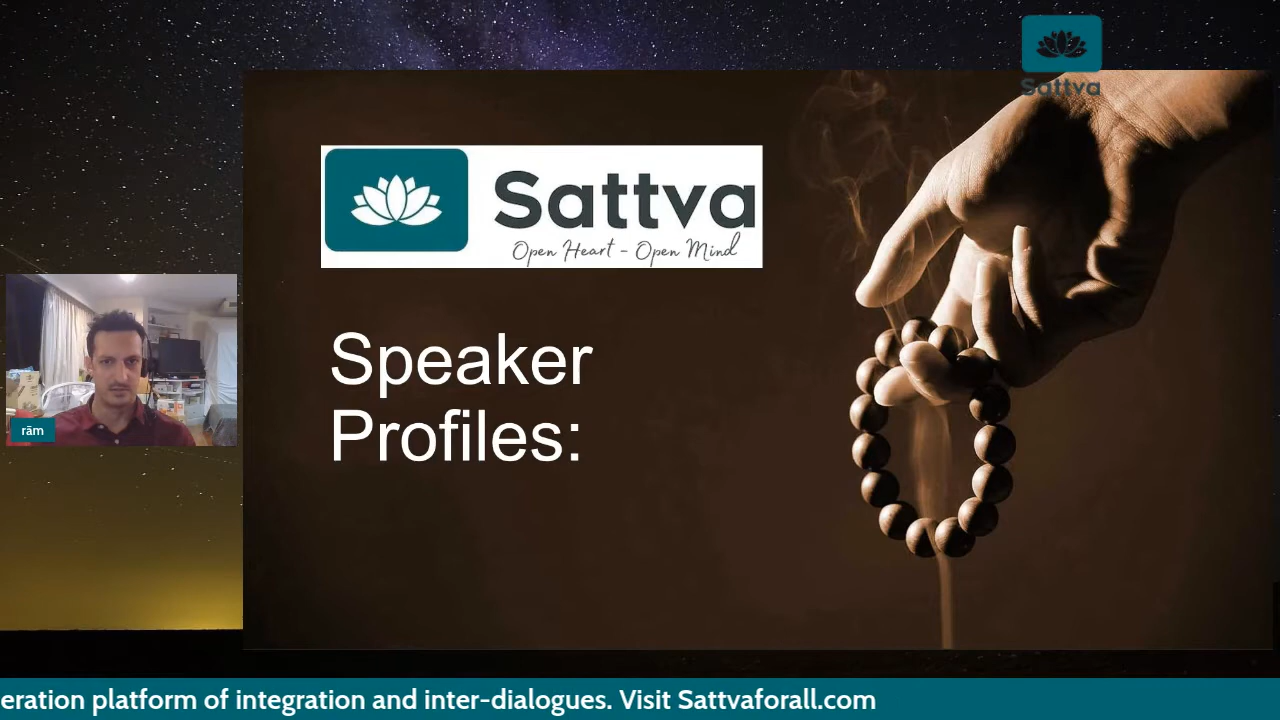 Sattva
Sattva
Open Heart - Open Mind
Speaker
Profiles:
rām
eration platform of integration and inter-dialogues. Visit Sattvaforall.com